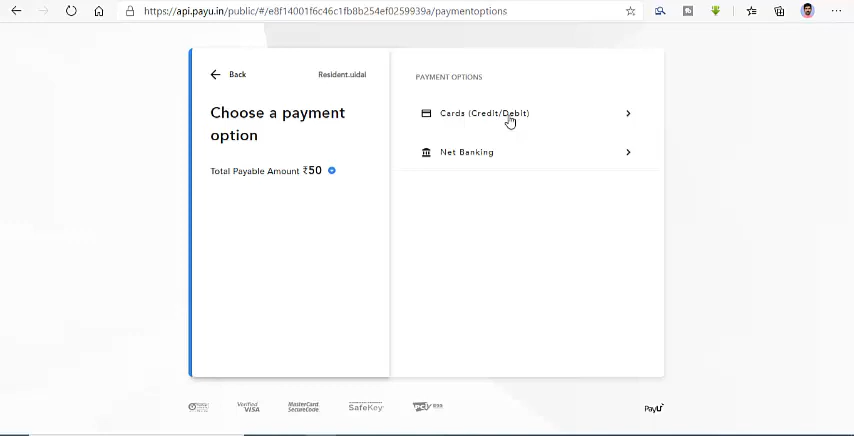 https://api.payu.in/public/#/e8f14001f6c46c1fb8b254ef0259939a/paymentoptions
Back
Resident.uidai
Choose a payment
option
Total Payable Amount ₹50
PAYMENT OPTIONS
Cards (Credit/Debit)
Net Banking
Verified
VISA
MasterCard
SecureCode
SafeKey
PayU